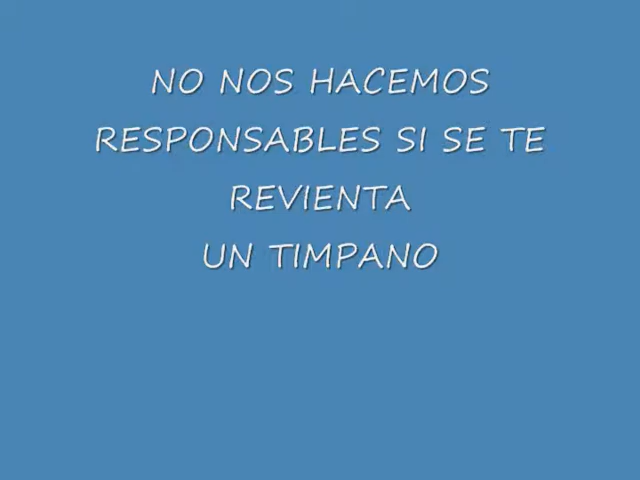 NO NOS HACEMOS
RESPONSABLES SI SE TE
REVIENTA
UN TIMPANO